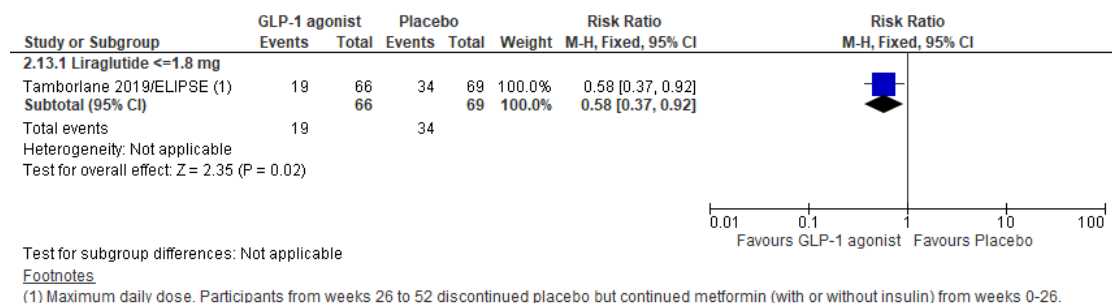 GLP-1 agonist Placebo Risk Ratio Risk Ratio
Study or Subgroup Events Total Events Total Weight M-H, Fixed, 95% CI M-H, Fixed, 95% CI
2.13.1 Liraglutide <=1.8 mg
Tamborlane 2019/ELIPSE (1) 19 66 34 69 100.0% 0.58 [0.37, 0.92]
Subtotal (95% CI) 66 69 100.0% 0.58 [0.37, 0.92]
Total events 19 34
Heterogeneity: Not applicable
Test for overall effect: Z = 2.35 (P = 0.02)
0.01 0.1 1 10 100
Favours GLP-1 agonist Favours Placebo
Test for subgroup differences: Not applicable
Footnotes
(1) Maximum daily dose. Participants from weeks 26 to 52 discontinued placebo but continued metformin (with or without insulin) from weeks 0-26.